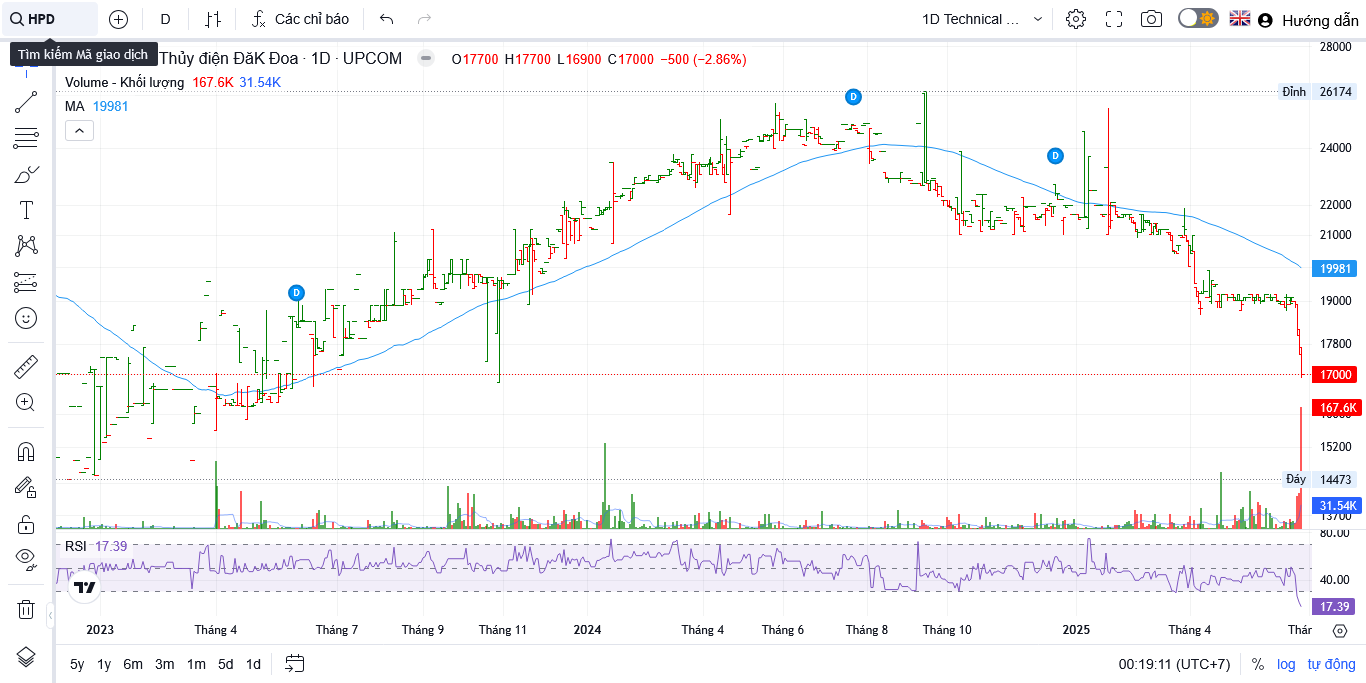 HPD
D
Các chỉ báo
1D Technical ...
Hướng dẫn
Tìm kiếm Mã giao dịch
Thủy điện ĐăK Đoa · 1D · UPCOM
O17700 H17700 L16900 C17000 −500 (−2.86%)
Volume - Khối lượng 167.6K 31.54K
MA 19981
28000
Đỉnh 26174
24000
22000
21000
19981
19000
17800
17000
167.6K
15200
Đáy 14473
31.54K
13700
80.00
40.00
17.39
D
D
D
RSI 17.39
2023 Tháng 4 Tháng 7 Tháng 9 Tháng 11 2024 Tháng 4 Tháng 6 Tháng 8 Tháng 10 2025 Tháng 4 Thár
5y 1y 6m 3m 1m 5d 1d
00:19:11 (UTC+7) % log tự động